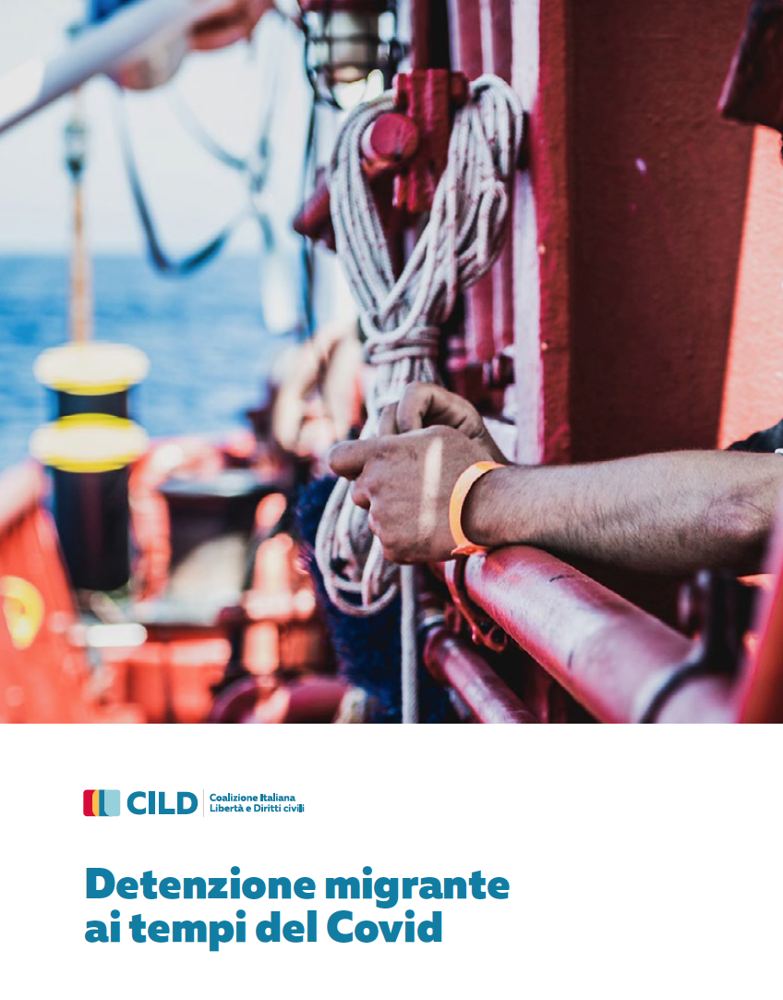 CILD
Coalizione Italiana
Libertà e Diritti civili
Detenzione migrante
ai tempi del Covid